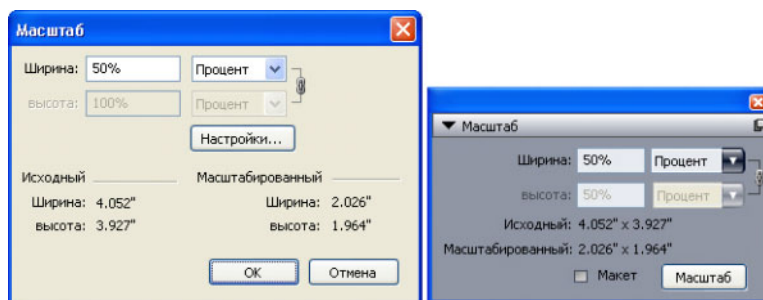 Масштаб
Ширина: 50% Процент
высота: 100% Процент
Настройки...
Исходный Масштабированный
Ширина: 4.052" Ширина: 2.026"
высота: 3.927" высота: 1.964"
OK Отмена
Масштаб
Ширина: 50% Процент
высота: 50% Процент
Исходный: 4.052" x 3.927"
Масштабированный: 2.026" x 1.964"
Макет Масштаб